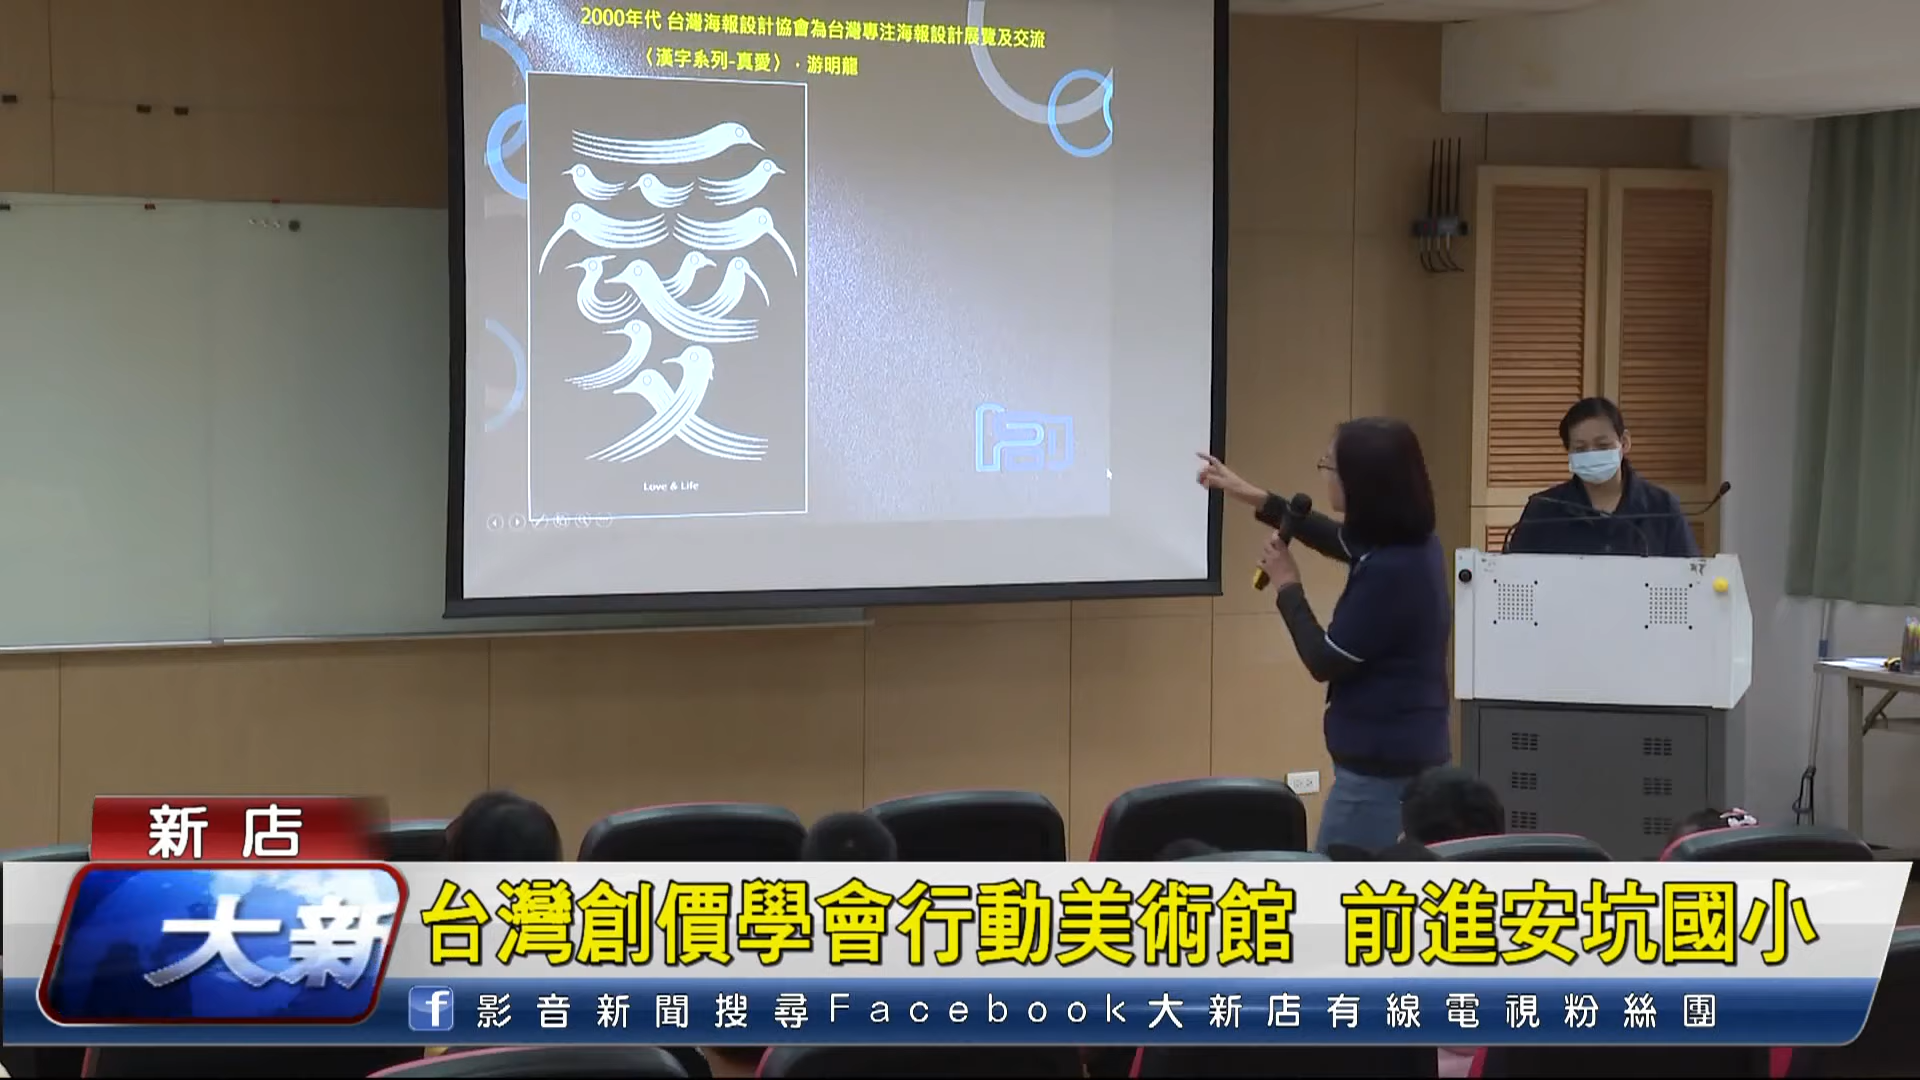 2000年代 台灣海報設計協會為台灣專注海報設計展覽及交流
〈漢字系列-真愛〉．游明龍
Love & Life
新店
大新
台灣創價學會行動美術館 前進安坑國小
影音新聞搜尋Facebook大新店有線電視粉絲團